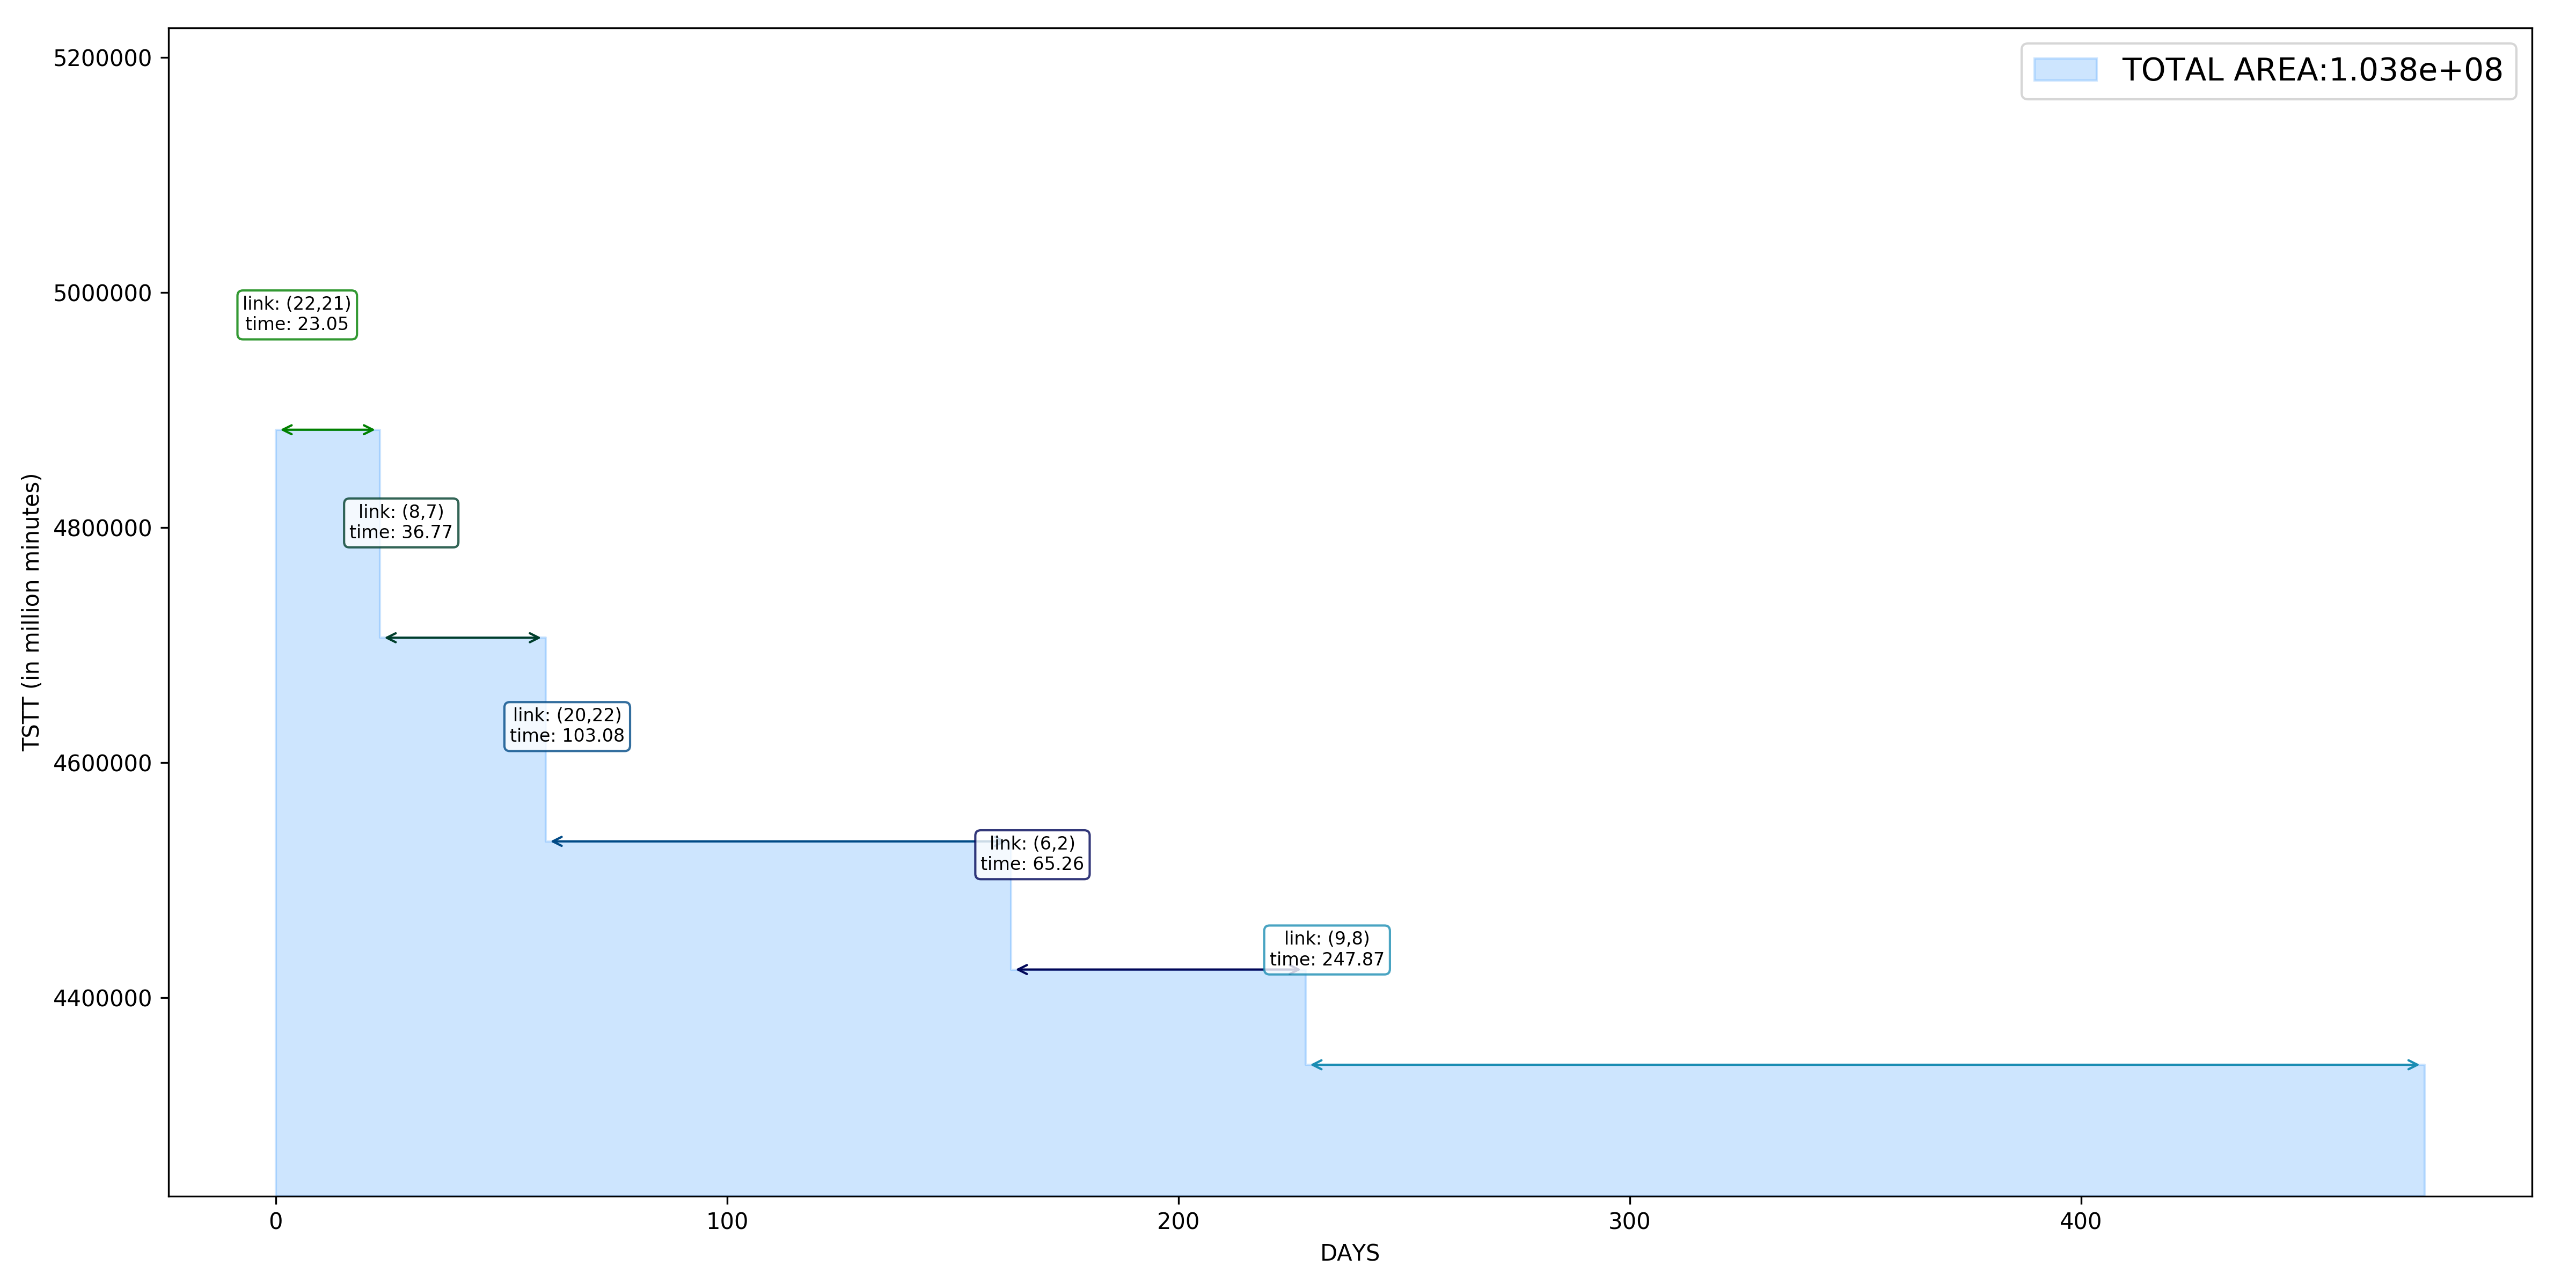 TOTAL AREA:1.038e+08
5200000
5000000
4800000
4600000
4400000
TSTT (in million minutes)
link: (22,21)
time: 23.05
link: (8,7)
time: 36.77
link: (20,22)
time: 103.08
link: (6,2)
time: 65.26
link: (9,8)
time: 247.87
0
100
200
300
400
DAYS